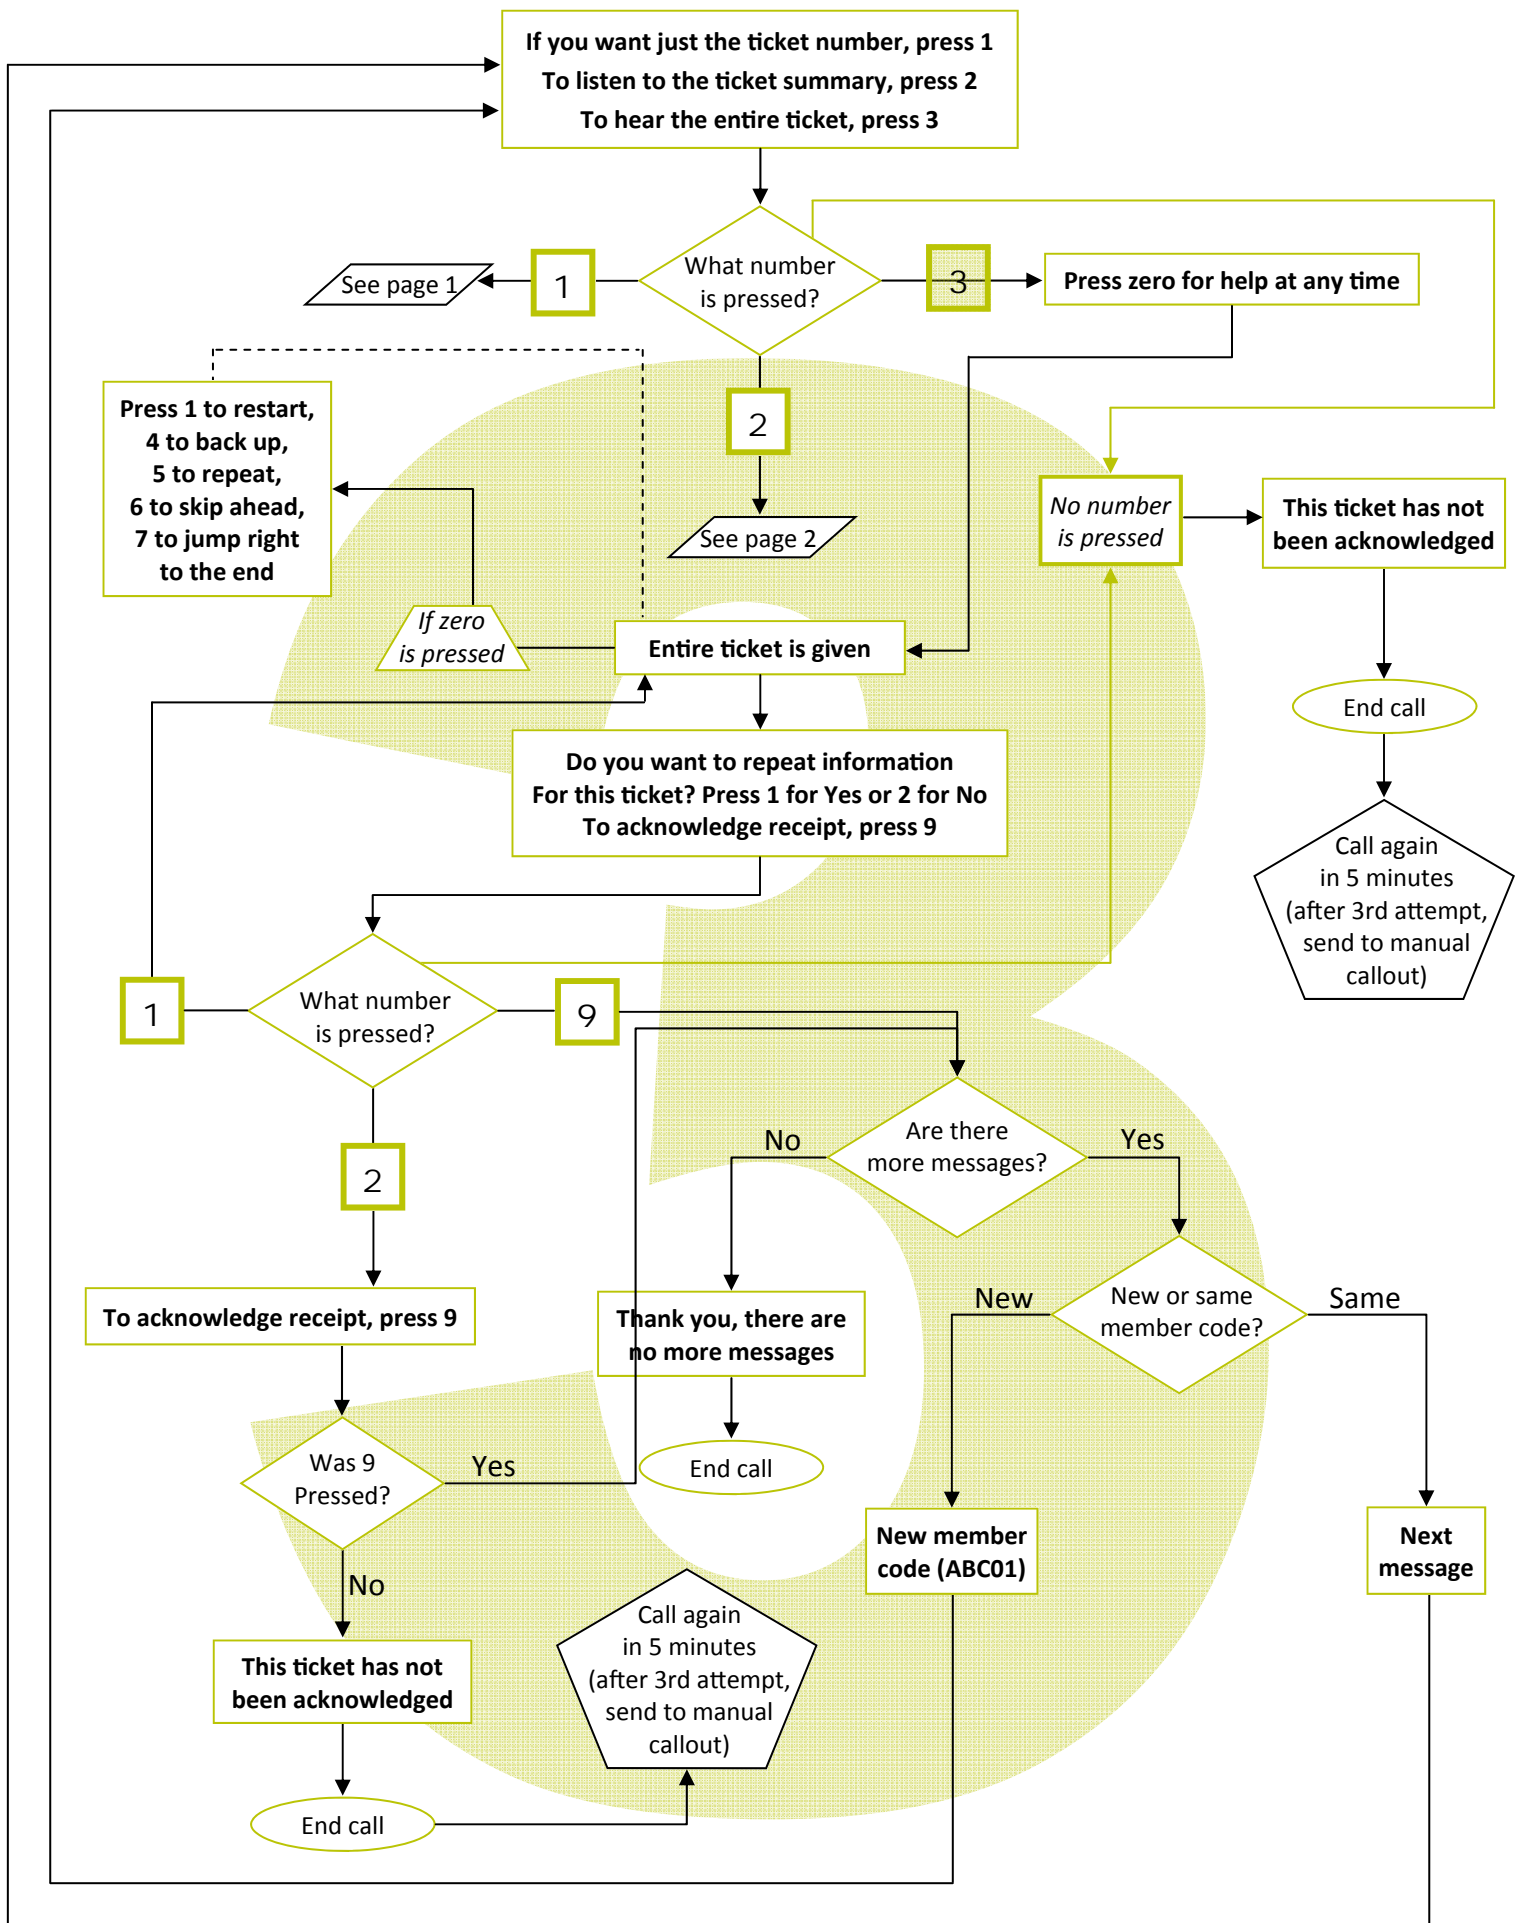 If you want just the ticket number, press 1
To listen to the ticket summary, press 2
To hear the entire ticket, press 3
What number
is pressed?
See page 1
1
3
Press zero for help at any time
2
See page 2
Press 1 to restart,
4 to back up,
5 to repeat,
6 to skip ahead,
7 to jump right
to the end
No number
is pressed
This ticket has not
been acknowledged
If zero
is pressed
Entire ticket is given
End call
Do you want to repeat information
For this ticket? Press 1 for Yes or 2 for No
To acknowledge receipt, press 9
Call again
in 5 minutes
(after 3rd attempt,
send to manual
callout)
1
What number
is pressed?
9
2
Are there
more messages?
No
Yes
To acknowledge receipt, press 9
Thank you, there are
no more messages
New
New or same
member code?
Same
Was 9
Pressed?
Yes
End call
New member
code (ABC01)
Next
message
No
Call again
in 5 minutes
(after 3rd attempt,
send to manual
callout)
This ticket has not
been acknowledged
End call
3